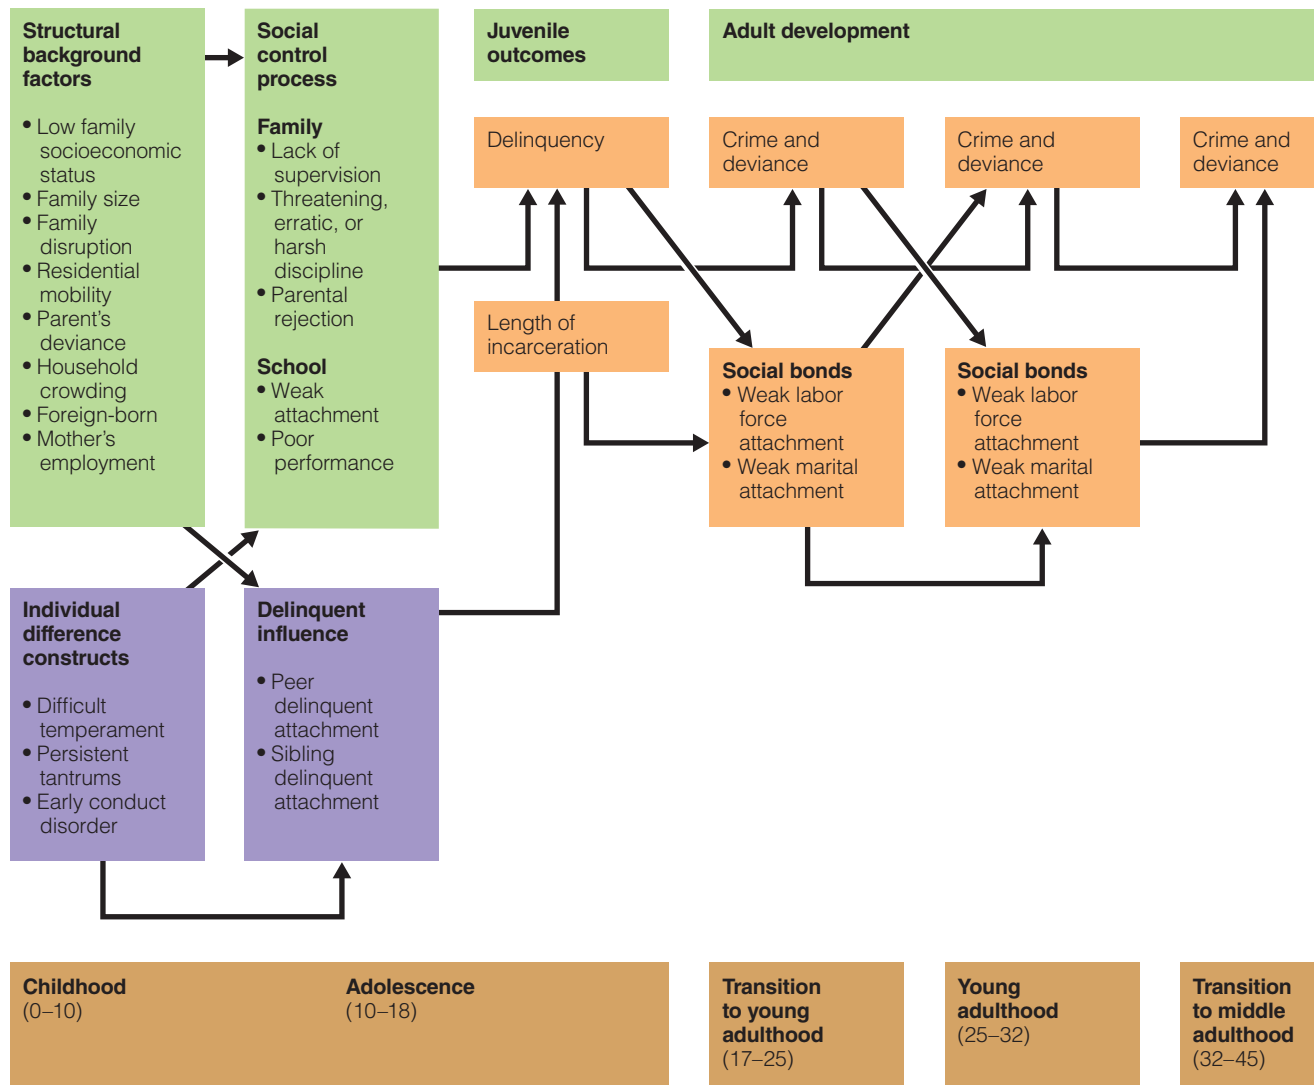 Structural
background
factors
• Low family
socioeconomic
status
• Family size
• Family
disruption
• Residential
mobility
• Parent's
deviance
• Household
crowding
• Foreign-born
• Mother's
employment
Social
control
process
Family
• Lack of
supervision
• Threatening,
erratic, or
harsh
discipline
• Parental
rejection
School
• Weak
attachment
• Poor
performance
Juvenile
outcomes
Adult development
Delinquency
Crime and
deviance
Crime and
deviance
Crime and
deviance
Length of
incarceration
Social bonds
• Weak labor
force
attachment
• Weak marital
attachment
Social bonds
• Weak labor
force
attachment
• Weak marital
attachment
Individual
difference
constructs
• Difficult
temperament
• Persistent
tantrums
• Early conduct
disorder
Delinquent
influence
• Peer
delinquent
attachment
• Sibling
delinquent
attachment
Childhood
(0–10)
Adolescence
(10–18)
Transition
to young
adulthood
(17–25)
Young
adulthood
(25–32)
Transition
to middle
adulthood
(32–45)